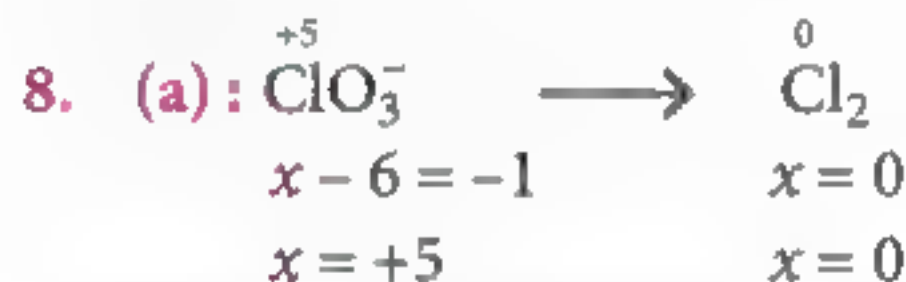 +5 0
8. (a) : ClO₃⁻ ⟶ Cl₂
x – 6 = –1 x = 0
x = +5 x = 0